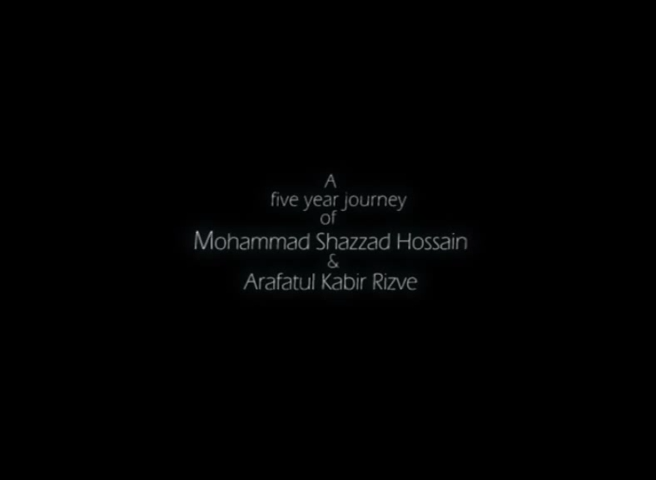 A
five year journey
of
Mohammad Shazzad Hossain
&
Arafatul Kabir Rizve